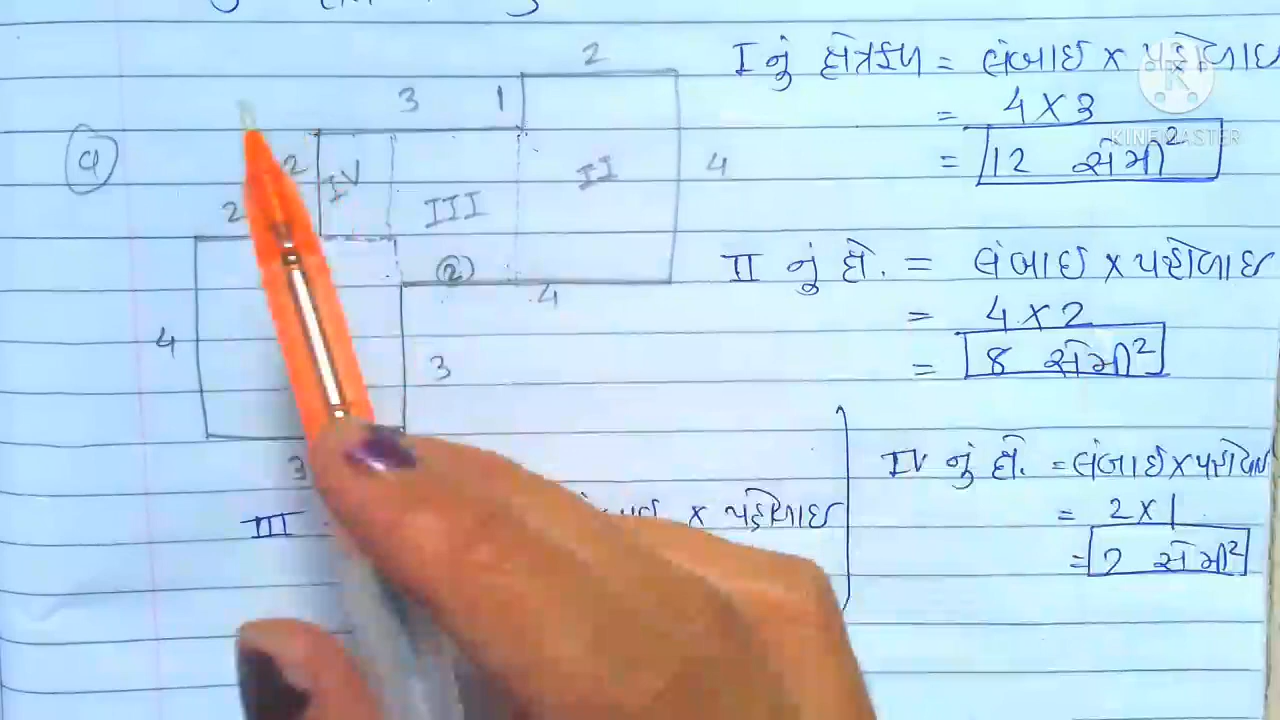 2
3 1
2
IV
III
II
4
2
(2)
4
4
3
3
(a)
I નું ક્ષેત્રફળ = લંબાઈ × પહોળાઈ
= 4 × 3
= 12 સેમી²
KINEMASTER
II નું ક્ષે. = લંબાઈ × પહોળાઈ
= 4 × 2
= 8 સેમી²
III × પહોળાઈ
IV નું ક્ષે. = લંબાઈ × પહોળાઈ
= 2 × 1
= 2 સેમી²